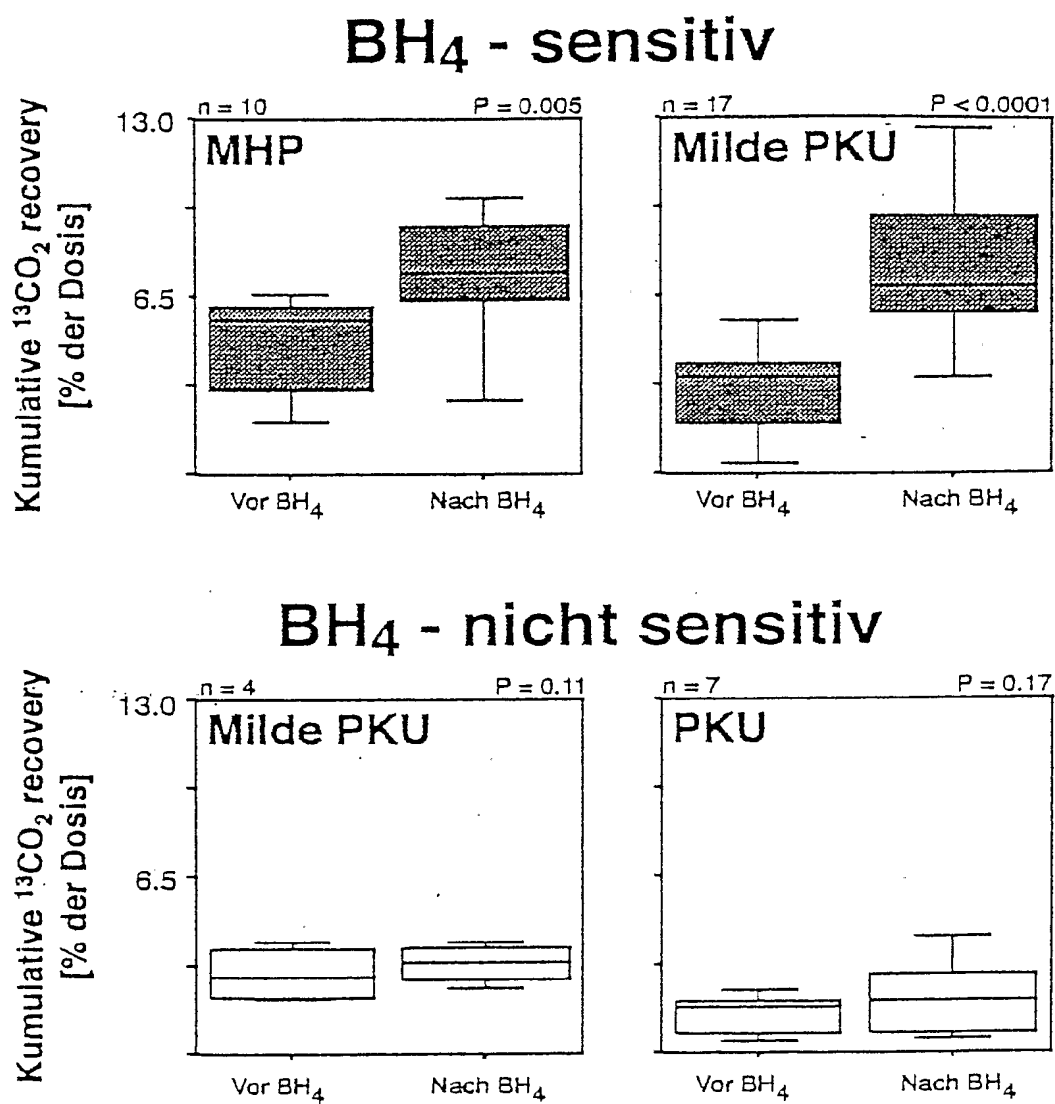 BH₄ - sensitiv
Kumulative ¹³CO₂ recovery
[% der Dosis]
n = 10 P = 0.005
13.0
MHP
6.5
Vor BH₄ Nach BH₄
n = 17 P < 0.0001
Milde PKU
Vor BH₄ Nach BH₄
BH₄ - nicht sensitiv
Kumulative ¹³CO₂ recovery
[% der Dosis]
n = 4 P = 0.11
13.0
Milde PKU
6.5
Vor BH₄ Nach BH₄
n = 7 P = 0.17
PKU
Vor BH₄ Nach BH₄